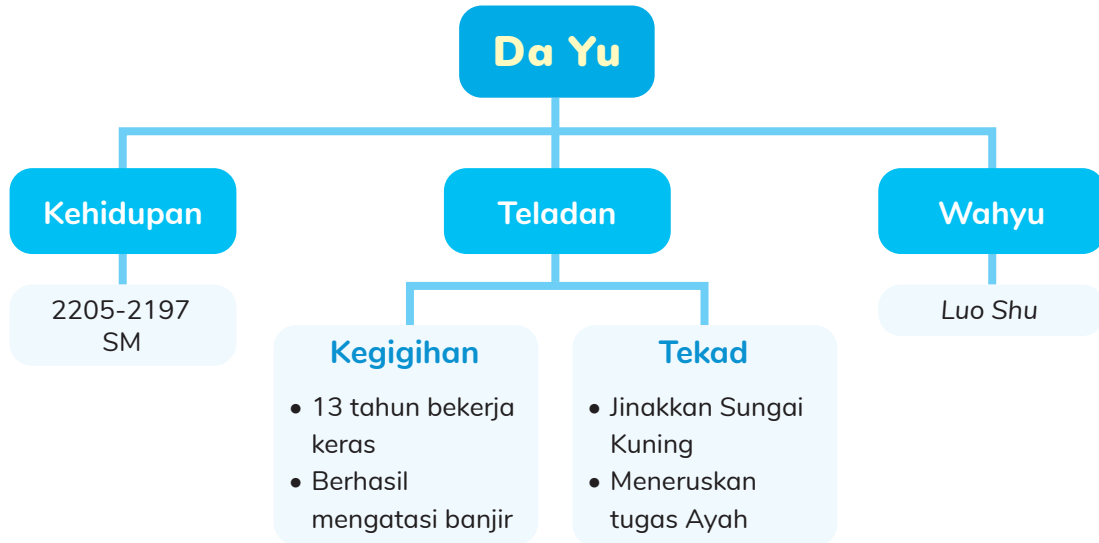 Da Yu
Kehidupan
2205-2197
SM
Teladan
Kegigihan
• 13 tahun bekerja
keras
• Berhasil
mengatasi banjir
Tekad
• Jinakkan Sungai
Kuning
• Meneruskan
tugas Ayah
Wahyu
Luo Shu